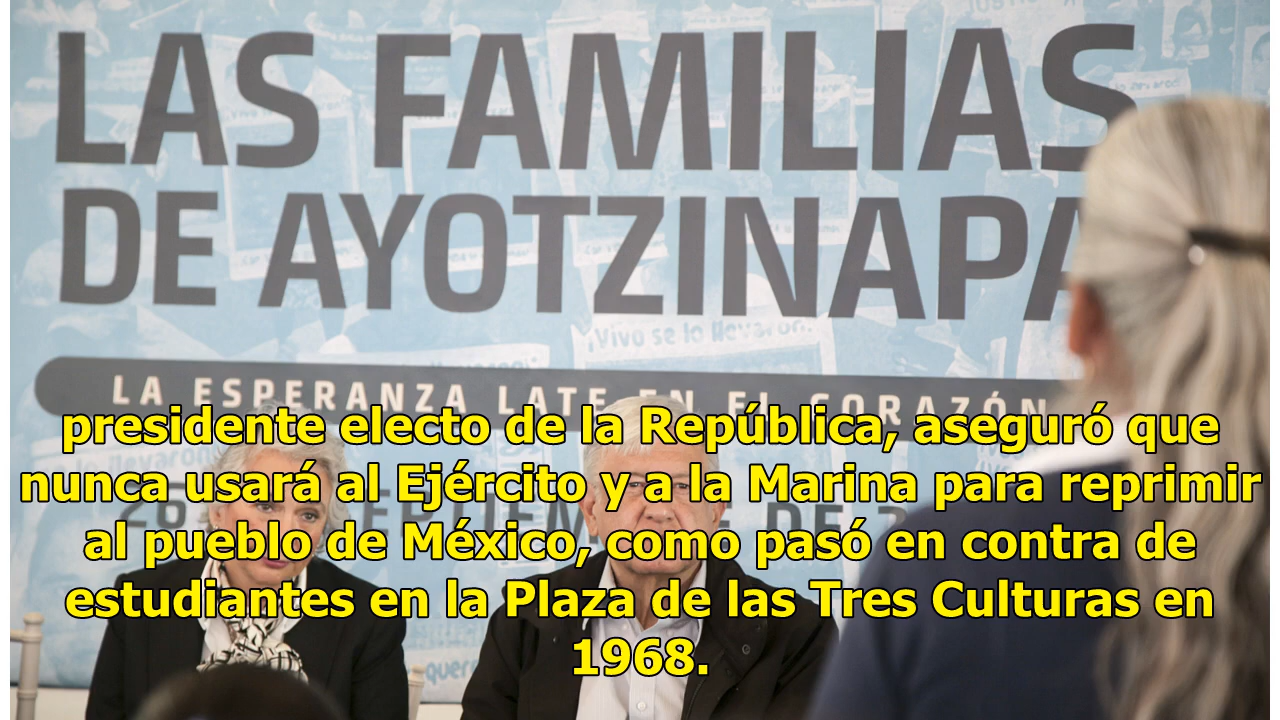 LAS FAMILIAS
DE AYOTZINAPA
¡Vivo se lo llevaron!
LA ESPERANZA LATE EN EL CORAZÓN
presidente electo de la República, aseguró que
nunca usará al Ejército y a la Marina para reprimir
al pueblo de México, como pasó en contra de
estudiantes en la Plaza de las Tres Culturas en
1968.